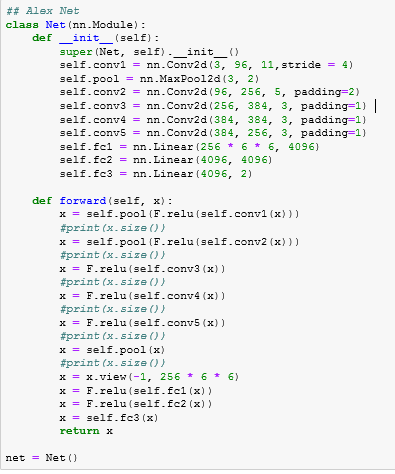 ## Alex Net
class Net(nn.Module):
    def __init__(self):
        super(Net, self).__init__()
        self.conv1 = nn.Conv2d(3, 96, 11,stride = 4)
        self.pool = nn.MaxPool2d(3, 2)
        self.conv2 = nn.Conv2d(96, 256, 5, padding=2)
        self.conv3 = nn.Conv2d(256, 384, 3, padding=1)
        self.conv4 = nn.Conv2d(384, 384, 3, padding=1)
        self.conv5 = nn.Conv2d(384, 256, 3, padding=1)
        self.fc1 = nn.Linear(256 * 6 * 6, 4096)
        self.fc2 = nn.Linear(4096, 4096)
        self.fc3 = nn.Linear(4096, 2)

    def forward(self, x):
        x = self.pool(F.relu(self.conv1(x)))
        #print(x.size())
        x = self.pool(F.relu(self.conv2(x)))
        #print(x.size())
        x = F.relu(self.conv3(x))
        #print(x.size())
        x = F.relu(self.conv4(x))
        #print(x.size())
        x = F.relu(self.conv5(x))
        #print(x.size())
        x = self.pool(x)
        #print(x.size())
        x = x.view(-1, 256 * 6 * 6)
        x = F.relu(self.fc1(x))
        x = F.relu(self.fc2(x))
        x = self.fc3(x)
        return x

net = Net()